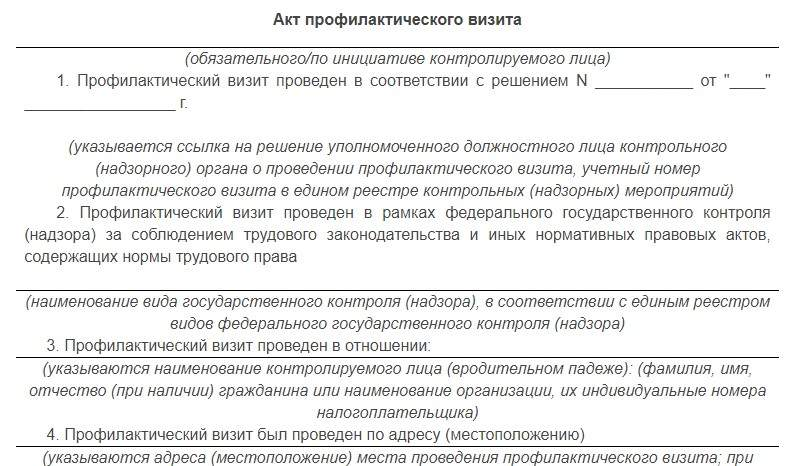 Акт профилактического визита
(обязательного/по инициативе контролируемого лица)
1. Профилактический визит проведен в соответствии с решением N ___________ от "____"
_________________ г.
(указывается ссылка на решение уполномоченного должностного лица контрольного
(надзорного) органа о проведении профилактического визита, учетный номер
профилактического визита в едином реестре контрольных (надзорных) мероприятий)
2. Профилактический визит проведен в рамках федерального государственного контроля
(надзора) за соблюдением трудового законодательства и иных нормативных правовых актов,
содержащих нормы трудового права
(наименование вида государственного контроля (надзора), в соответствии с единым реестром
видов федерального государственного контроля (надзора)
3. Профилактический визит проведен в отношении:
(указываются наименование контролируемого лица (вродительном падеже): (фамилия, имя,
отчество (при наличии) гражданина или наименование организации, их индивидуальные номера
налогоплательщика)
4. Профилактический визит был проведен по адресу (местоположению)
(указываются адреса (местоположение) места проведения профилактического визита; при